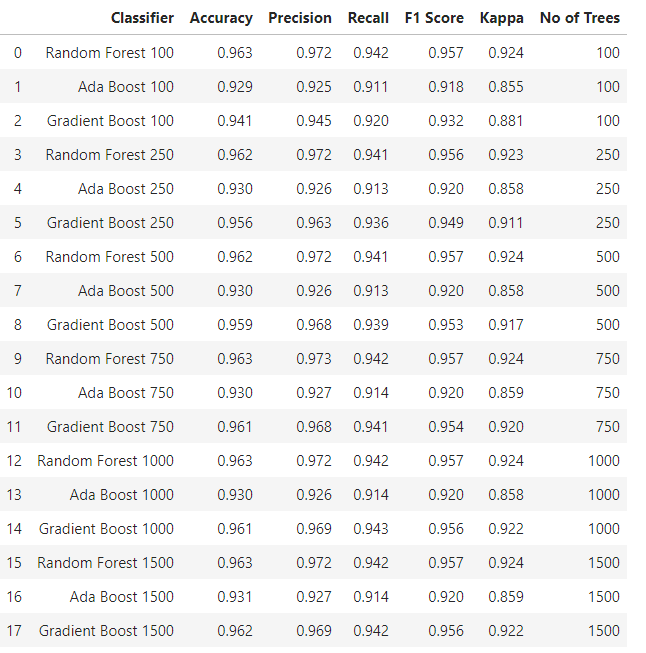 Classifier Accuracy Precision Recall F1 Score Kappa No of Trees
0 Random Forest 100 0.963 0.972 0.942 0.957 0.924 100
1 Ada Boost 100 0.929 0.925 0.911 0.918 0.855 100
2 Gradient Boost 100 0.941 0.945 0.920 0.932 0.881 100
3 Random Forest 250 0.962 0.972 0.941 0.956 0.923 250
4 Ada Boost 250 0.930 0.926 0.913 0.920 0.858 250
5 Gradient Boost 250 0.956 0.963 0.936 0.949 0.911 250
6 Random Forest 500 0.962 0.972 0.941 0.957 0.924 500
7 Ada Boost 500 0.930 0.926 0.913 0.920 0.858 500
8 Gradient Boost 500 0.959 0.968 0.939 0.953 0.917 500
9 Random Forest 750 0.963 0.973 0.942 0.957 0.924 750
10 Ada Boost 750 0.930 0.927 0.914 0.920 0.859 750
11 Gradient Boost 750 0.961 0.968 0.941 0.954 0.920 750
12 Random Forest 1000 0.963 0.972 0.942 0.957 0.924 1000
13 Ada Boost 1000 0.930 0.926 0.914 0.920 0.858 1000
14 Gradient Boost 1000 0.961 0.969 0.943 0.956 0.922 1000
15 Random Forest 1500 0.963 0.972 0.942 0.957 0.924 1500
16 Ada Boost 1500 0.931 0.927 0.914 0.920 0.859 1500
17 Gradient Boost 1500 0.962 0.969 0.942 0.956 0.922 1500